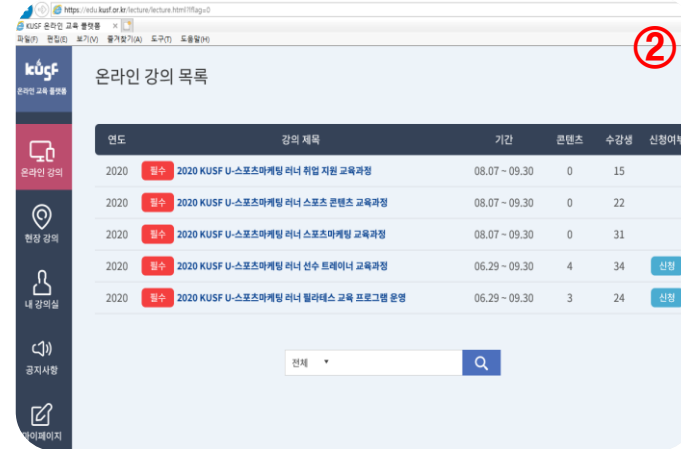 https://edu.kusf.or.kr/lecture/lecture.html?lflag=0
KUSF 온라인 교육 플랫폼 ×
파일(F) 편집(E) 보기(V) 즐겨찾기(A) 도구(T) 도움말(H)
②
kusf
온라인 교육 플랫폼
온라인 강의 목록
연도 강의 제목 기간 콘텐츠 수강생 신청여부
2020 필수 2020 KUSF U-스포츠마케팅 러너 취업 지원 교육과정 08.07 ~ 09.30 0 15
2020 필수 2020 KUSF U-스포츠마케팅 러너 스포츠 콘텐츠 교육과정 08.07 ~ 09.30 0 22
2020 필수 2020 KUSF U-스포츠마케팅 러너 스포츠마케팅 교육과정 08.07 ~ 09.30 0 31
2020 필수 2020 KUSF U-스포츠마케팅 러너 선수 트레이너 교육과정 06.29 ~ 09.30 4 34 신청
2020 필수 2020 KUSF U-스포츠마케팅 러너 필라테스 교육 프로그램 운영 06.29 ~ 09.30 3 24 신청
전체
온라인 강의
현장 강의
내 강의실
공지사항
마이페이지